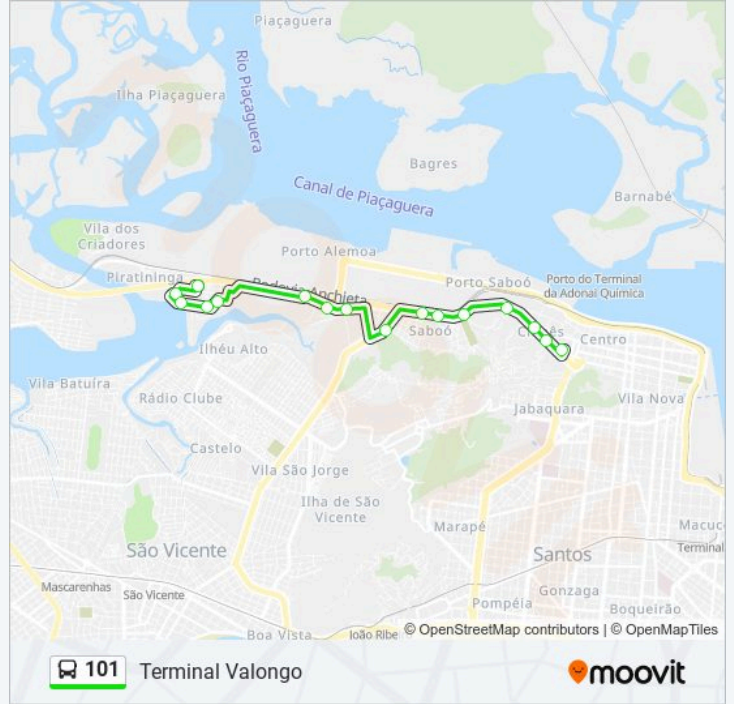 Piaçaguera
Ilha Piaçaguera
Rio Piaçaguera
Bagres
Canal de Piaçaguera
Barnabé
Vila dos
Criadores
Porto Alemoa
Piratininga
Rodovia Anchieta
Porto Saboó
Porto do Terminal
da Adonai Química
Saboó
Centro
Ilhéu Alto
Vila Batuíra
Rádio Clube
Jabaquara
Vila Nova
Castelo
Vila São Jorge
Ilha de São
Vicente
Marapé
Macuc
São Vicente
Santos
Terminal
Mascarenhas
São Vicente
Gonzaga
Pompéia
Boqueirão
Boa Vista
João Ribe
© OpenStreetMap contributors | © OpenMapTiles
101
Terminal Valongo
moovit